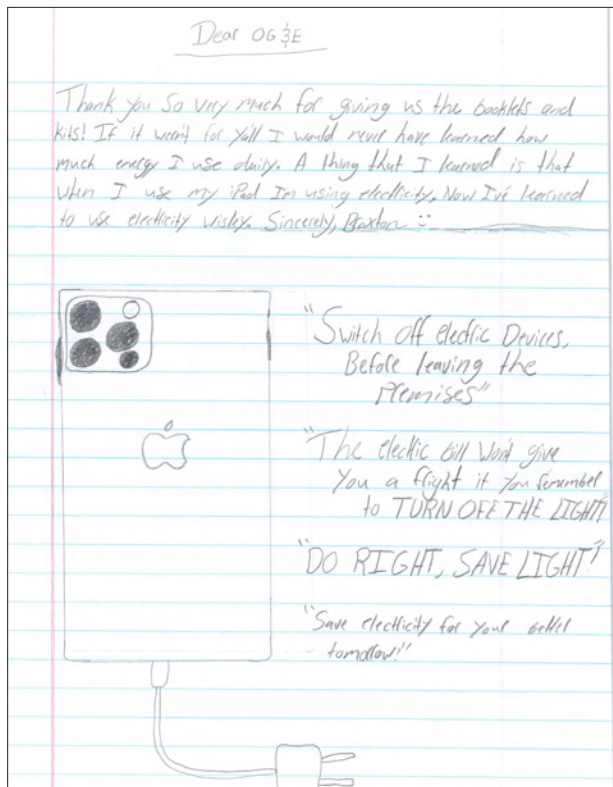 Dear OG&E
Thank you So very much for giving us the booklets and
kits! If it wern't for Yall I would never have learned how
much energy I use daily. A thing that I learned is that
when I use my iPad Im using electricity. Now I've learned
to use electricity wisley. Sincerely, Braxton :)
"Switch off electric Devices,
Before leaving the
Premises"
"The electric bill Won't give
You a fright if you remember
to TURN OFF THE LIGHT!"
"DO RIGHT, SAVE LIGHT!"
"Save electricity for your better
tomorrow!"